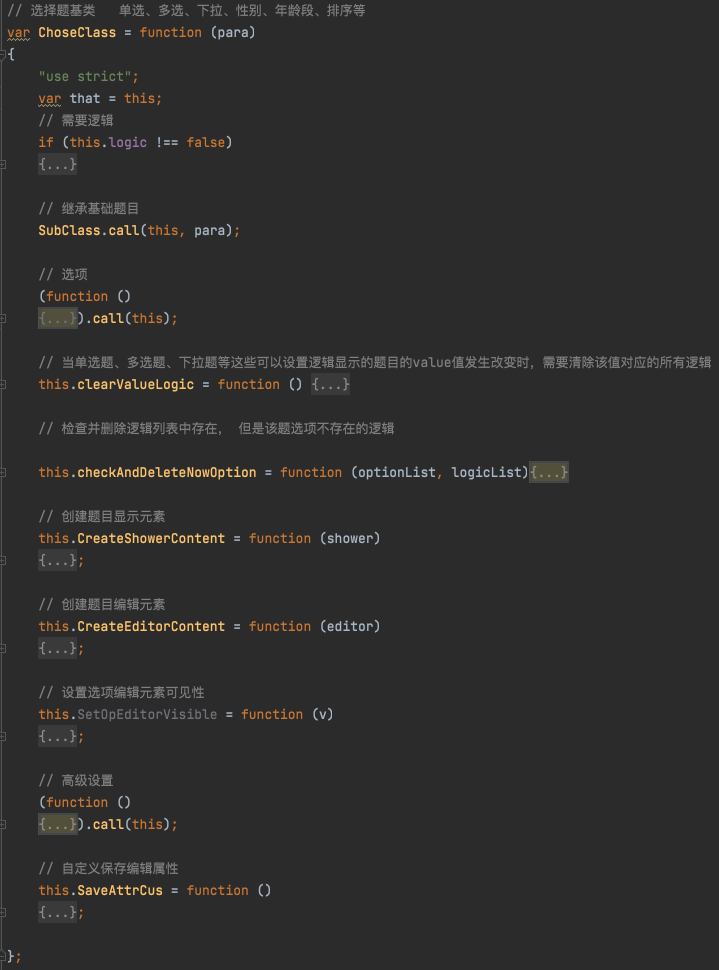 // 选择题基类   单选、多选、下拉、性别、年龄段、排序等
var ChoseClass = function (para)
{
    "use strict";
    var that = this;
    // 需要逻辑
    if (this.logic !== false)
    {...}
    // 继承基础题目
    SubClass.call(this, para);
    // 选项
    (function ()
    {...}).call(this);
    // 当单选题、多选题、下拉题等这些可以设置逻辑显示的题目的value值发生改变时，需要清除该值对应的所有逻辑
    this.clearValueLogic = function () {...}
    // 检查并删除逻辑列表中存在， 但是该题选项不存在的逻辑
    this.checkAndDeleteNowOption = function (optionList, logicList){...}
    // 创建题目显示元素
    this.CreateShowerContent = function (shower)
    {...};
    // 创建题目编辑元素
    this.CreateEditorContent = function (editor)
    {...};
    // 设置选项编辑元素可见性
    this.SetOpEditorVisible = function (v)
    {...};
    // 高级设置
    (function ()
    {...}).call(this);
    // 自定义保存编辑属性
    this.SaveAttrCus = function ()
    {...};
};